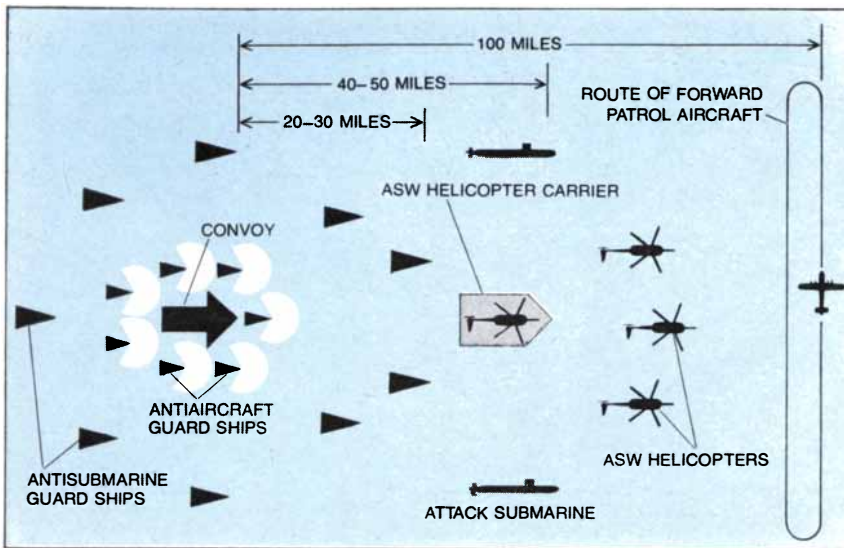 100 MILES
40–50 MILES
20–30 MILES
ROUTE OF FORWARD
PATROL AIRCRAFT
ASW HELICOPTER CARRIER
CONVOY
ANTIAIRCRAFT
GUARD SHIPS
ANTISUBMARINE
GUARD SHIPS
ATTACK SUBMARINE
ASW HELICOPTERS